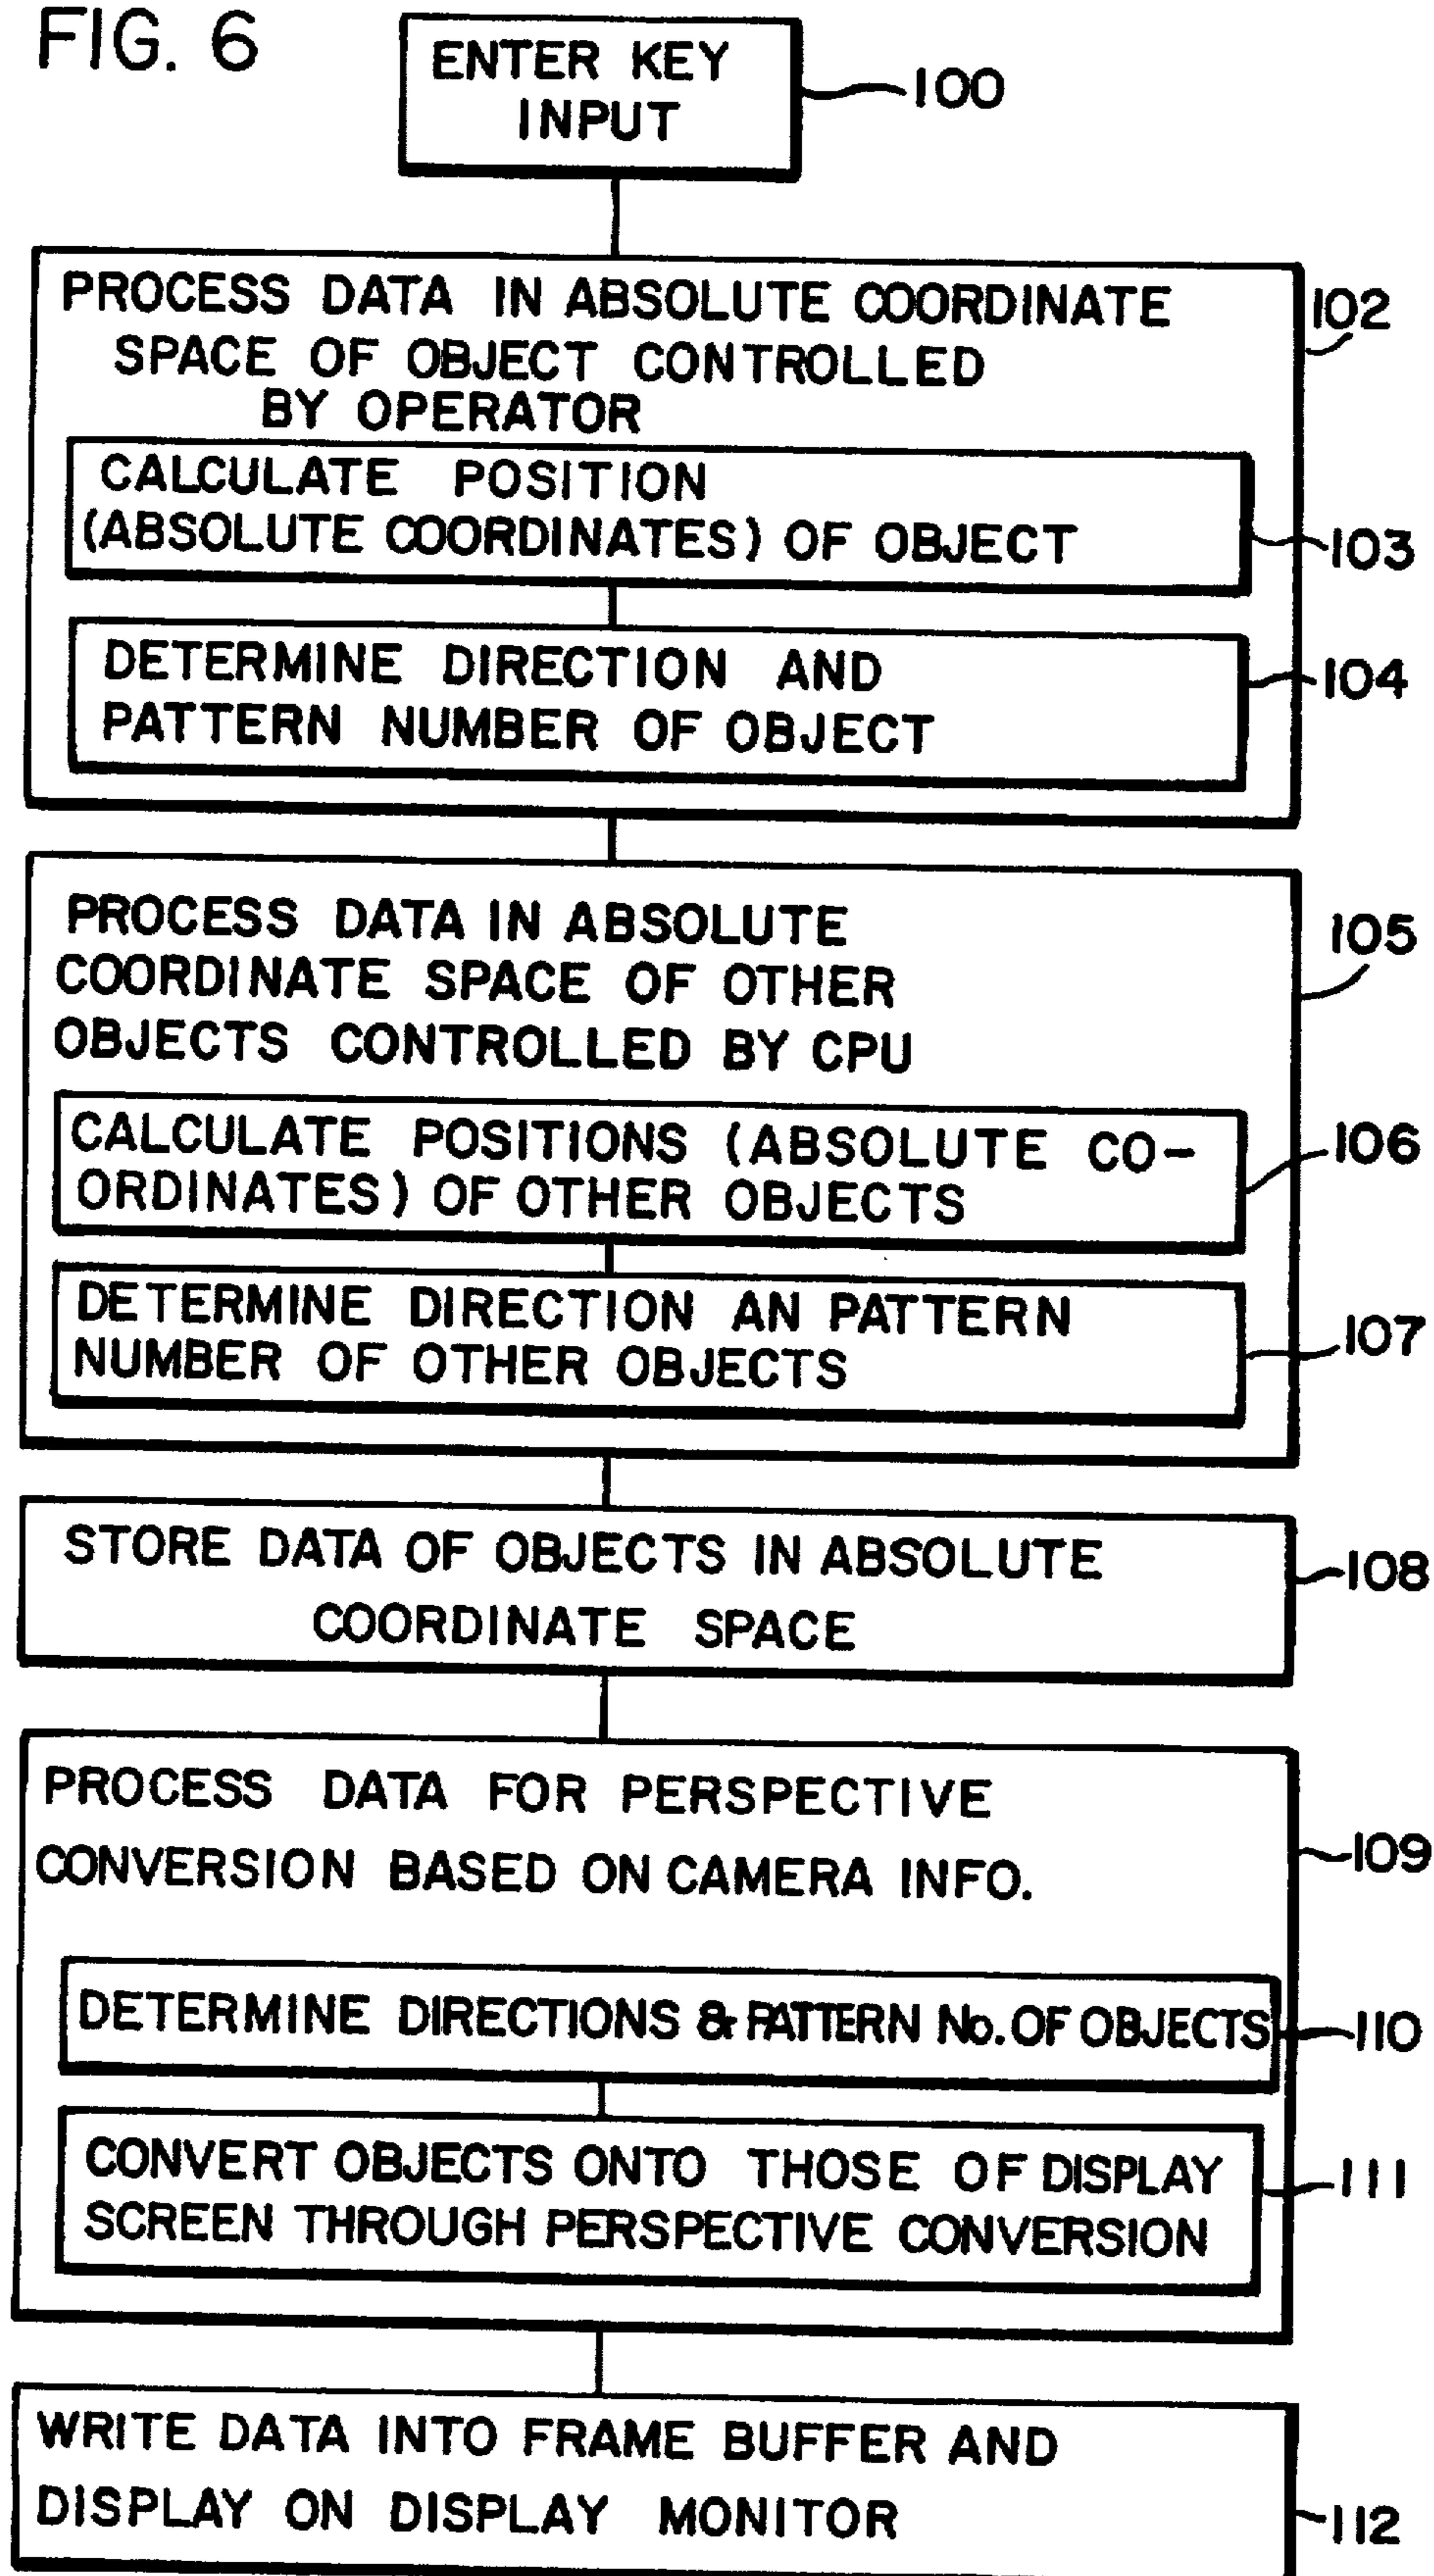 FIG. 6
ENTER KEY
INPUT
100
PROCESS DATA IN ABSOLUTE COORDINATE
SPACE OF OBJECT CONTROLLED
BY OPERATOR
102
CALCULATE POSITION
(ABSOLUTE COORDINATES) OF OBJECT
103
DETERMINE DIRECTION AND
PATTERN NUMBER OF OBJECT
104
PROCESS DATA IN ABSOLUTE
COORDINATE SPACE OF OTHER
OBJECTS CONTROLLED BY CPU
105
CALCULATE POSITIONS (ABSOLUTE CO-
ORDINATES) OF OTHER OBJECTS
106
DETERMINE DIRECTION AN PATTERN
NUMBER OF OTHER OBJECTS
107
STORE DATA OF OBJECTS IN ABSOLUTE
COORDINATE SPACE
108
PROCESS DATA FOR PERSPECTIVE
CONVERSION BASED ON CAMERA INFO.
109
DETERMINE DIRECTIONS & PATTERN No. OF OBJECTS
110
CONVERT OBJECTS ONTO THOSE OF DISPLAY
SCREEN THROUGH PERSPECTIVE CONVERSION
111
WRITE DATA INTO FRAME BUFFER AND
DISPLAY ON DISPLAY MONITOR
112